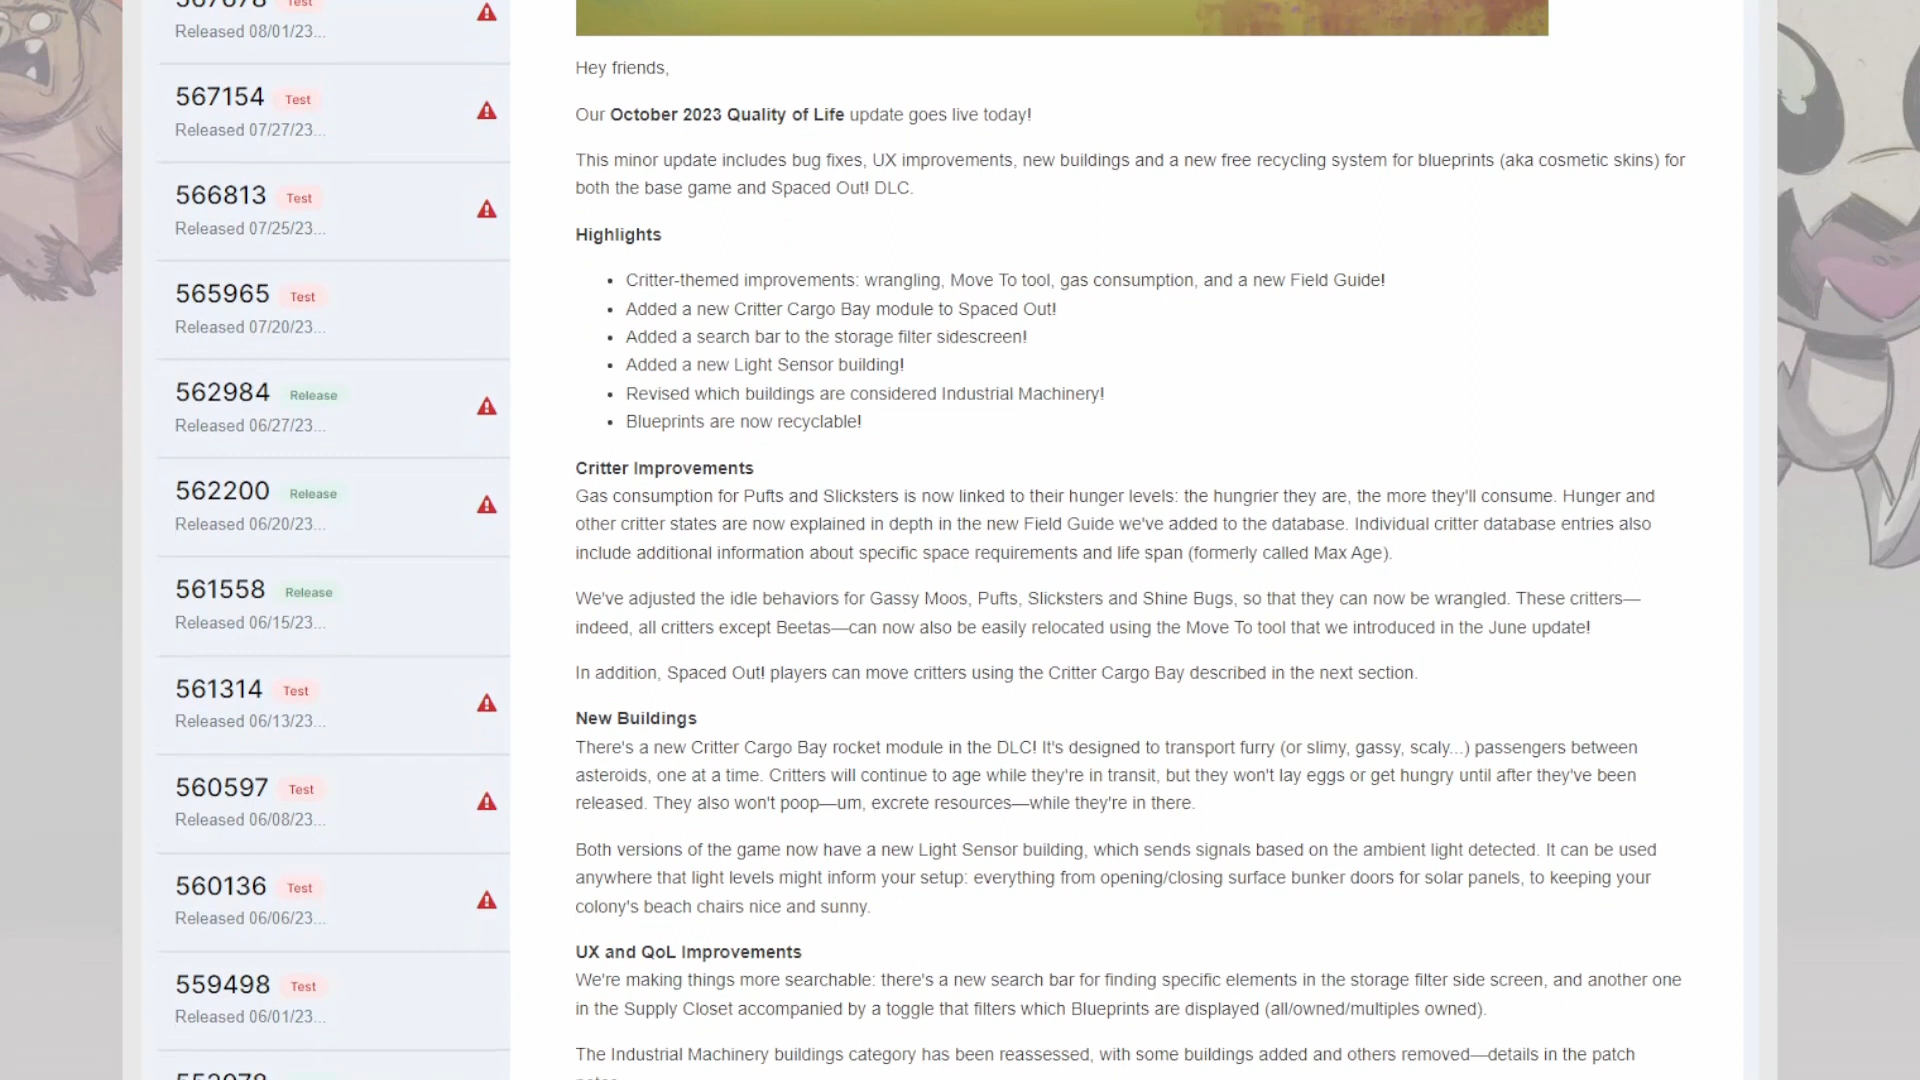 567678 Test
Released 08/01/23...
567154 Test
Released 07/27/23...
566813 Test
Released 07/25/23...
565965 Test
Released 07/20/23...
562984 Release
Released 06/27/23...
562200 Release
Released 06/20/23...
561558 Release
Released 06/15/23...
561314 Test
Released 06/13/23...
560597 Test
Released 06/08/23...
560136 Test
Released 06/06/23...
559498 Test
Released 06/01/23...
Hey friends,
Our October 2023 Quality of Life update goes live today!
This minor update includes bug fixes, UX improvements, new buildings and a new free recycling system for blueprints (aka cosmetic skins) for
both the base game and Spaced Out! DLC.
Highlights
• Critter-themed improvements: wrangling, Move To tool, gas consumption, and a new Field Guide!
• Added a new Critter Cargo Bay module to Spaced Out!
• Added a search bar to the storage filter sidescreen!
• Added a new Light Sensor building!
• Revised which buildings are considered Industrial Machinery!
• Blueprints are now recyclable!
Critter Improvements
Gas consumption for Pufts and Slicksters is now linked to their hunger levels: the hungrier they are, the more they'll consume. Hunger and
other critter states are now explained in depth in the new Field Guide we've added to the database. Individual critter database entries also
include additional information about specific space requirements and life span (formerly called Max Age).
We've adjusted the idle behaviors for Gassy Moos, Pufts, Slicksters and Shine Bugs, so that they can now be wrangled. These critters—
indeed, all critters except Beetas—can now also be easily relocated using the Move To tool that we introduced in the June update!
In addition, Spaced Out! players can move critters using the Critter Cargo Bay described in the next section.
New Buildings
There's a new Critter Cargo Bay rocket module in the DLC! It's designed to transport furry (or slimy, gassy, scaly...) passengers between
asteroids, one at a time. Critters will continue to age while they're in transit, but they won't lay eggs or get hungry until after they've been
released. They also won't poop—um, excrete resources—while they're in there.
Both versions of the game now have a new Light Sensor building, which sends signals based on the ambient light detected. It can be used
anywhere that light levels might inform your setup: everything from opening/closing surface bunker doors for solar panels, to keeping your
colony's beach chairs nice and sunny.
UX and QoL Improvements
We're making things more searchable: there's a new search bar for finding specific elements in the storage filter side screen, and another one
in the Supply Closet accompanied by a toggle that filters which Blueprints are displayed (all/owned/multiples owned).
The Industrial Machinery buildings category has been reassessed, with some buildings added and others removed—details in the patch